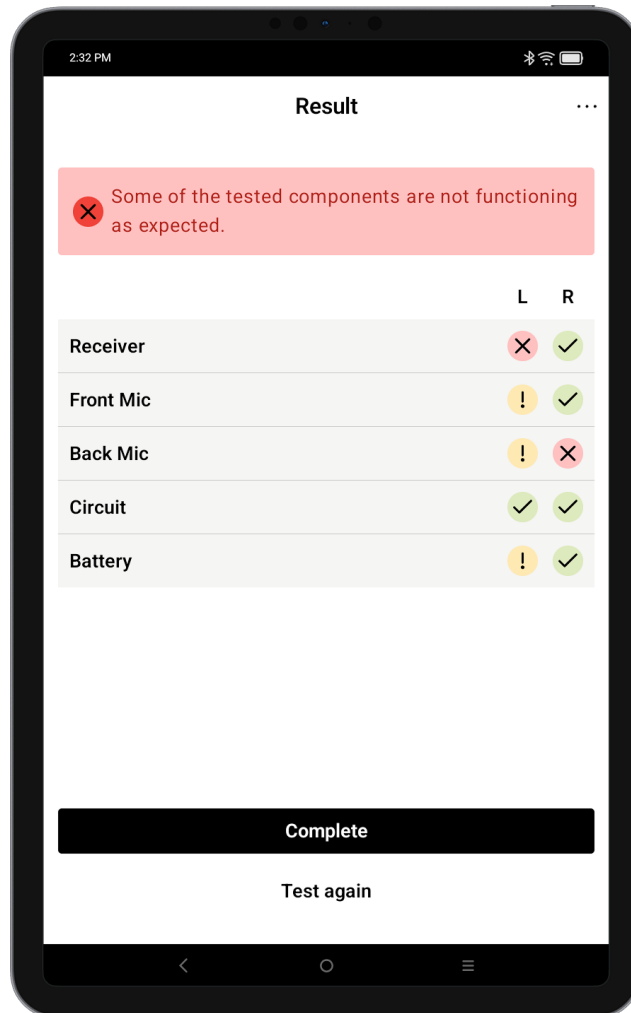 2:32 PM
Result
Some of the tested components are not functioning
as expected.
L R
Receiver
Front Mic
Back Mic
Circuit
Battery
Complete
Test again